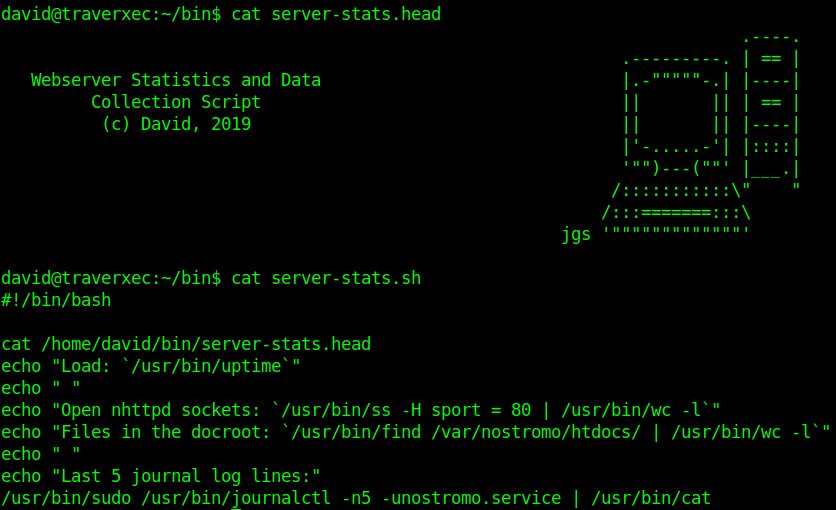 david@traverxec:~/bin$ cat server-stats.head
                                                                          .----.
                                                              .---------. | == |
   Webserver Statistics and Data                              |.-"""""-.| |----|
         Collection Script                                    ||       || | == |
          (c) David, 2019                                     ||       || |----|
                                                              |'-.....-'| |::::|
                                                              '"")---(""' |___.|
                                                             /:::::::::::\"    "
                                                            /:::=======:::\
                                                        jgs '"""""""""""""'

david@traverxec:~/bin$ cat server-stats.sh
#!/bin/bash

cat /home/david/bin/server-stats.head
echo "Load: `/usr/bin/uptime`"
echo " "
echo "Open nhttpd sockets: `/usr/bin/ss -H sport = 80 | /usr/bin/wc -l`"
echo "Files in the docroot: `/usr/bin/find /var/nostromo/htdocs/ | /usr/bin/wc -l`"
echo " "
echo "Last 5 journal log lines:"
/usr/bin/sudo /usr/bin/journalctl -n5 -unostromo.service | /usr/bin/cat